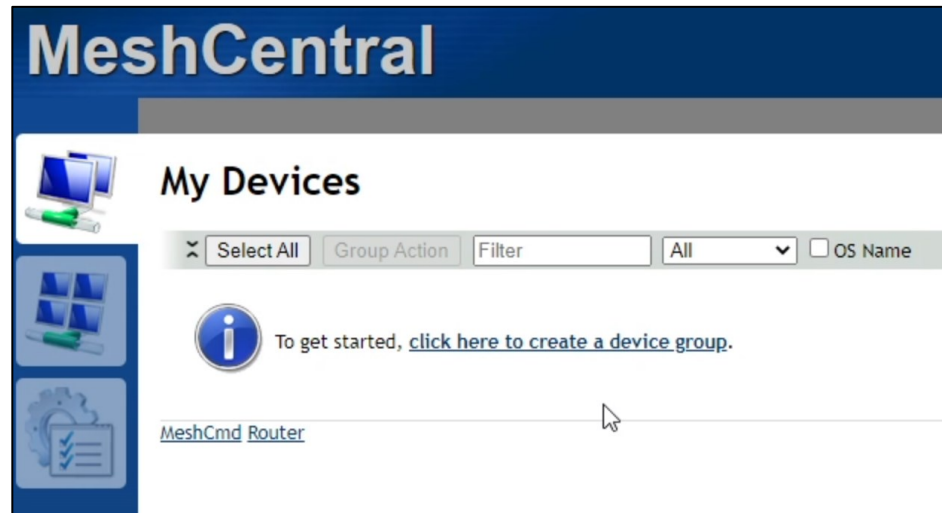 MeshCentral
My Devices
Select All Group Action Filter All OS Name
To get started, click here to create a device group.
MeshCmd Router